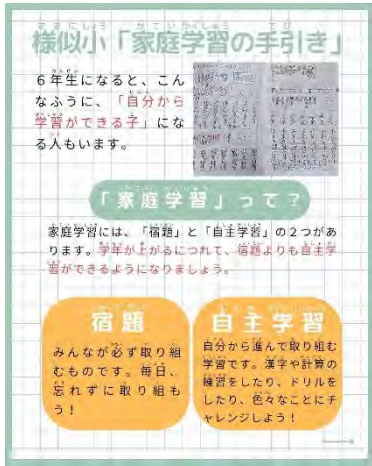 様似小「家庭学習の手引き」
６年生になると、こん
なふうに、「自分から
学習ができる子」にな
る人もいます。
「家庭学習」って？
家庭学習には、「宿題」と「自主学習」の２つがあ
ります。学年が上がるにつれて、宿題よりも自主学
習ができるようになりましょう。
宿題
みんなが必ず取り組
むものです。毎日、
忘れずに取り組も
う！
自主学習
自分から進んで取り組む
学習です。漢字や計算の
練習をしたり、ドリルを
したり、色々なことにチ
ャレンジしよう！